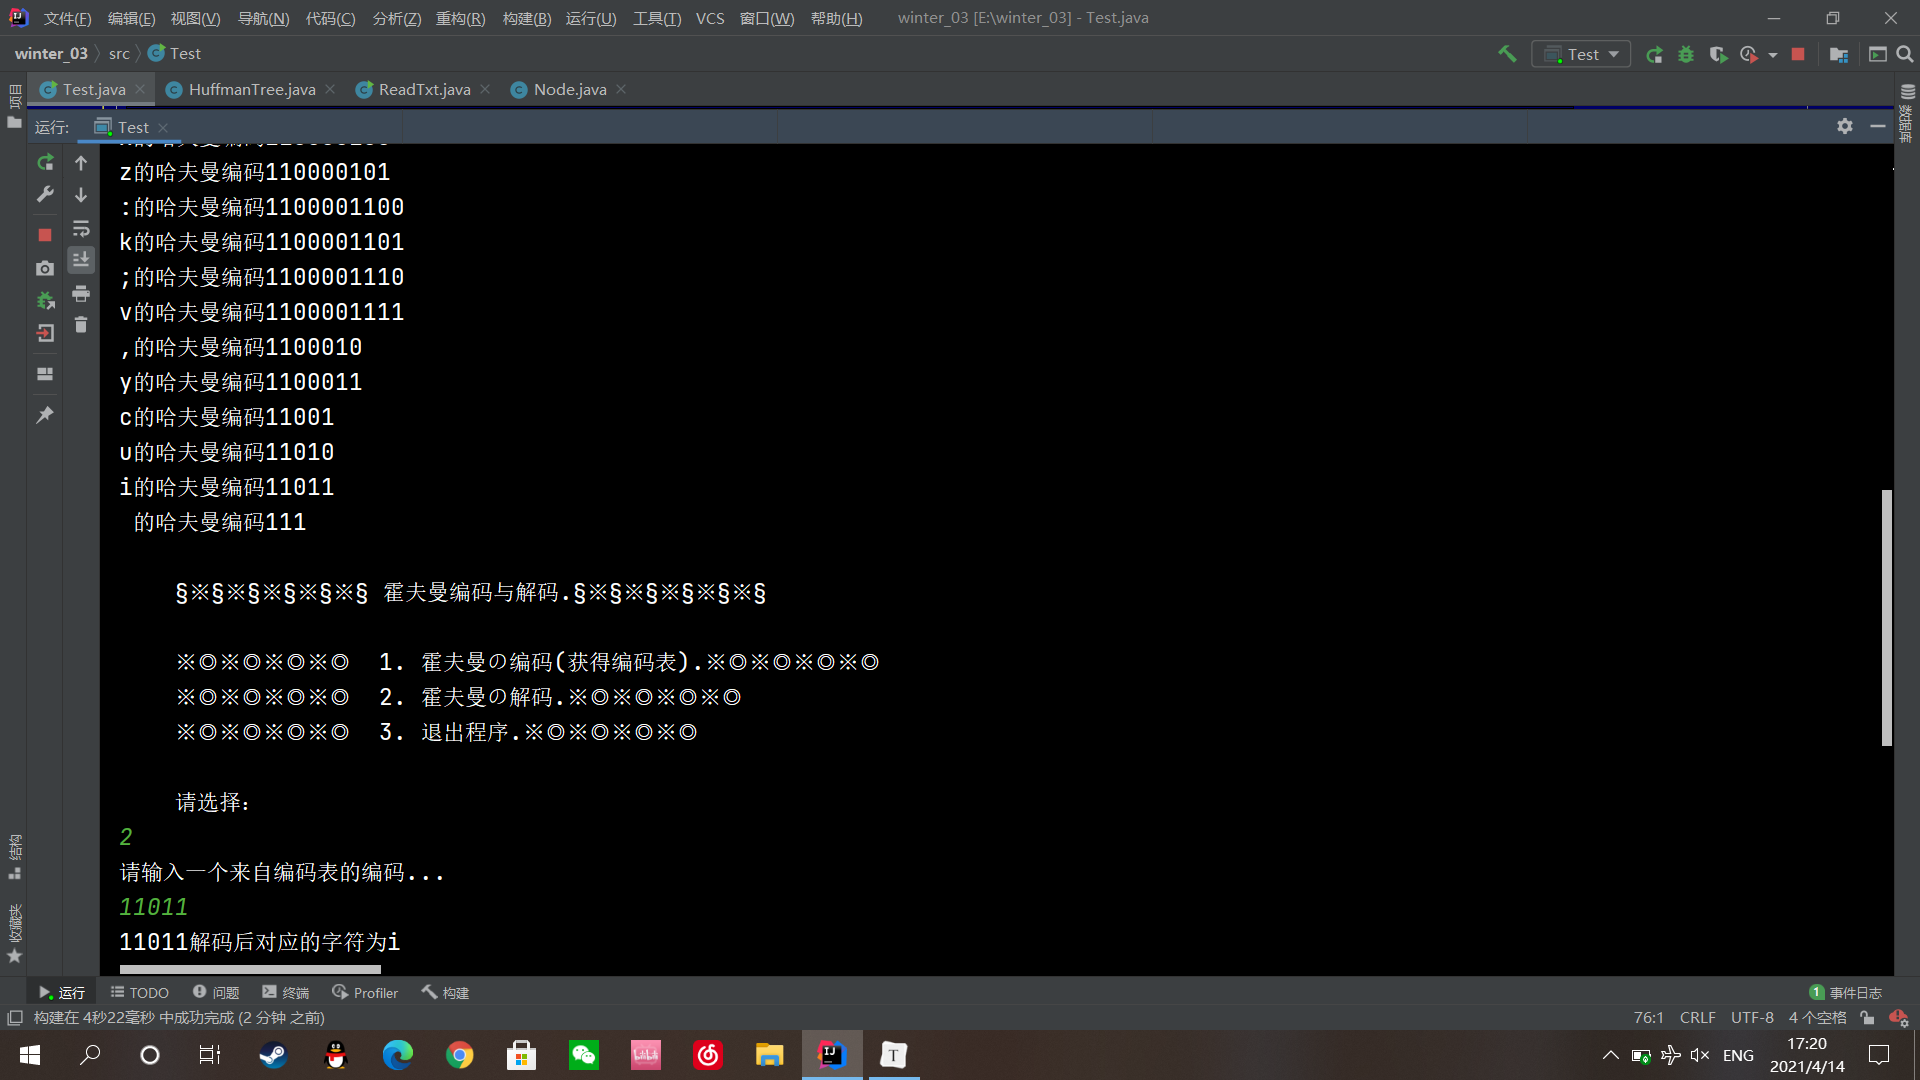 文件(F) 编辑(E) 视图(V) 导航(N) 代码(C) 分析(Z) 重构(R) 构建(B) 运行(U) 工具(T) VCS 窗口(W) 帮助(H) winter_03 [E:\winter_03] - Test.java
winter_03 src Test
Test
Test.java HuffmanTree.java ReadTxt.java Node.java
项目
数据库
运行: Test
z的哈夫曼编码110000101
:的哈夫曼编码1100001100
k的哈夫曼编码1100001101
;的哈夫曼编码1100001110
v的哈夫曼编码1100001111
,的哈夫曼编码1100010
y的哈夫曼编码1100011
c的哈夫曼编码11001
u的哈夫曼编码11010
i的哈夫曼编码11011
 的哈夫曼编码111
§※§※§※§※§※§ 霍夫曼编码与解码.§※§※§※§※§※§
※◎※◎※◎※◎ 1. 霍夫曼の编码(获得编码表).※◎※◎※◎※◎
※◎※◎※◎※◎ 2. 霍夫曼の解码.※◎※◎※◎※◎
※◎※◎※◎※◎ 3. 退出程序.※◎※◎※◎※◎
请选择:
2
请输入一个来自编码表的编码...
11011
11011解码后对应的字符为i
结构
收藏夹
运行 TODO 问题 终端 Profiler 构建 1 事件日志
构建在 4秒22毫秒 中成功完成 (2 分钟 之前) 76:1 CRLF UTF-8 4 个空格
ENG
17:20
2021/4/14